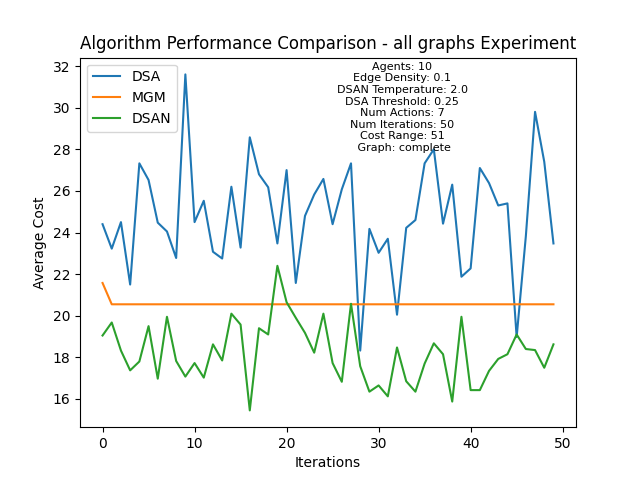 Algorithm Performance Comparison - all graphs Experiment
DSA
MGM
DSAN
Agents: 10
Edge Density: 0.1
DSAN Temperature: 2.0
DSA Threshold: 0.25
Num Actions: 7
Num Iterations: 50
Cost Range: 51
Graph: complete
Average Cost
32
30
28
26
24
22
20
18
16
0
10
20
30
40
50
Iterations